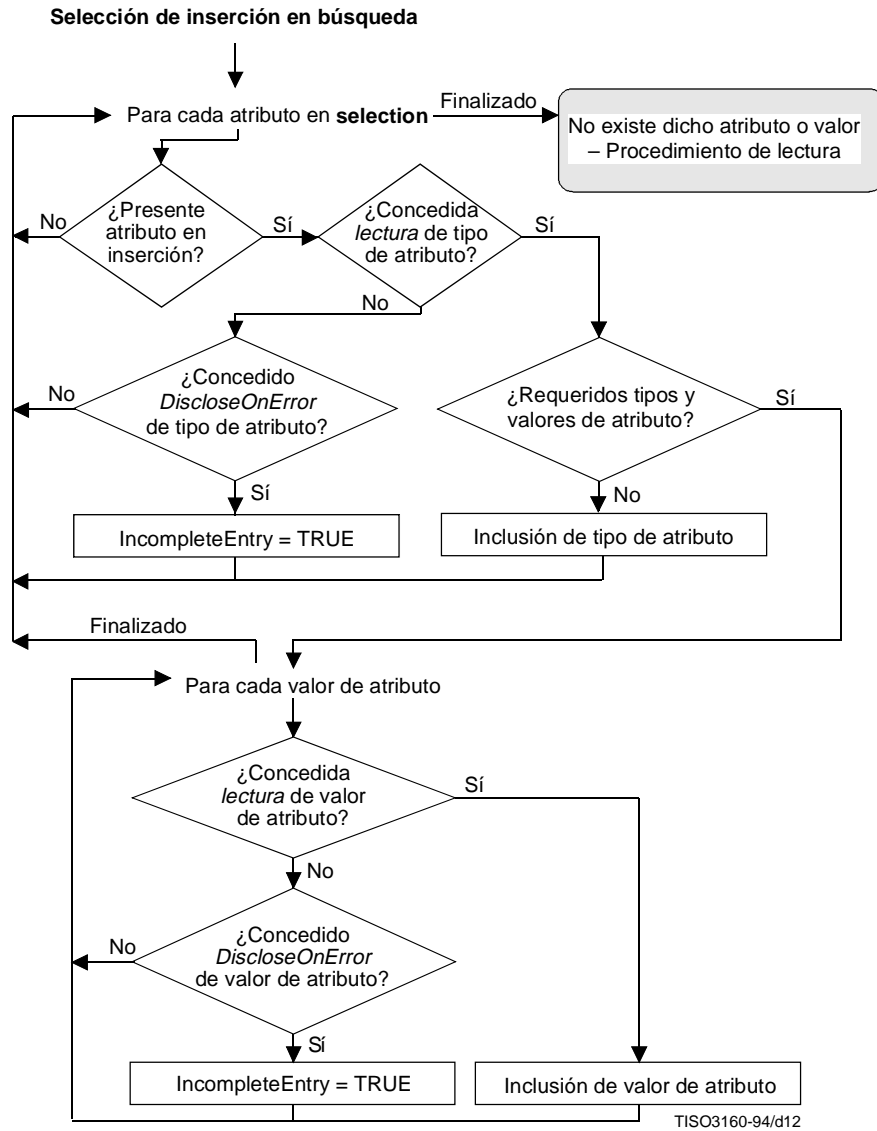 Selección de inserción en búsqueda
Para cada atributo en selection
Finalizado
No existe dicho atributo o valor
– Procedimiento de lectura
¿Presente
atributo en
inserción?
No
Sí
¿Concedida
lectura de tipo
de atributo?
Sí
No
¿Concedido
DiscloseOnError
de tipo de atributo?
No
¿Requeridos tipos y
valores de atributo?
Sí
Sí
No
IncompleteEntry = TRUE
Inclusión de tipo de atributo
Finalizado
Para cada valor de atributo
¿Concedida
lectura de valor
de atributo?
Sí
No
¿Concedido
DiscloseOnError
de valor de atributo?
No
Sí
IncompleteEntry = TRUE
Inclusión de valor de atributo
TISO3160-94/d12